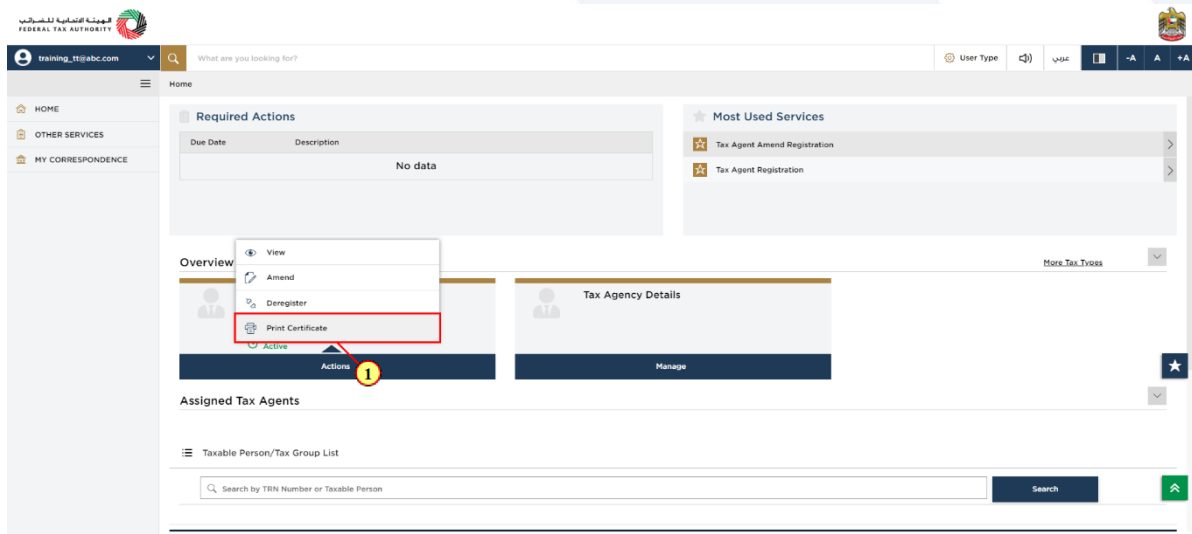 الهيئة الاتحادية للضرائب
FEDERAL TAX AUTHORITY
training_tt@abc.com
What are you looking for?
User Type
عربي
-A
A
+A
Home
HOME
OTHER SERVICES
MY CORRESPONDENCE
Required Actions
Due Date
Description
No data
Most Used Services
Tax Agent Amend Registration
Tax Agent Registration
Overview
More Tax Types
View
Amend
Deregister
Print Certificate
Active
Actions
1
Tax Agency Details
Manage
Assigned Tax Agents
Taxable Person/Tax Group List
Search by TRN Number or Taxable Person
Search